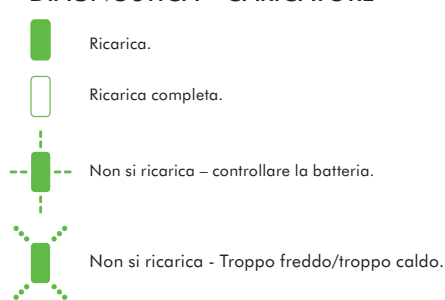 Ricarica.
Ricarica completa.
Non si ricarica – controllare la batteria.
Non si ricarica - Troppo freddo/troppo caldo.